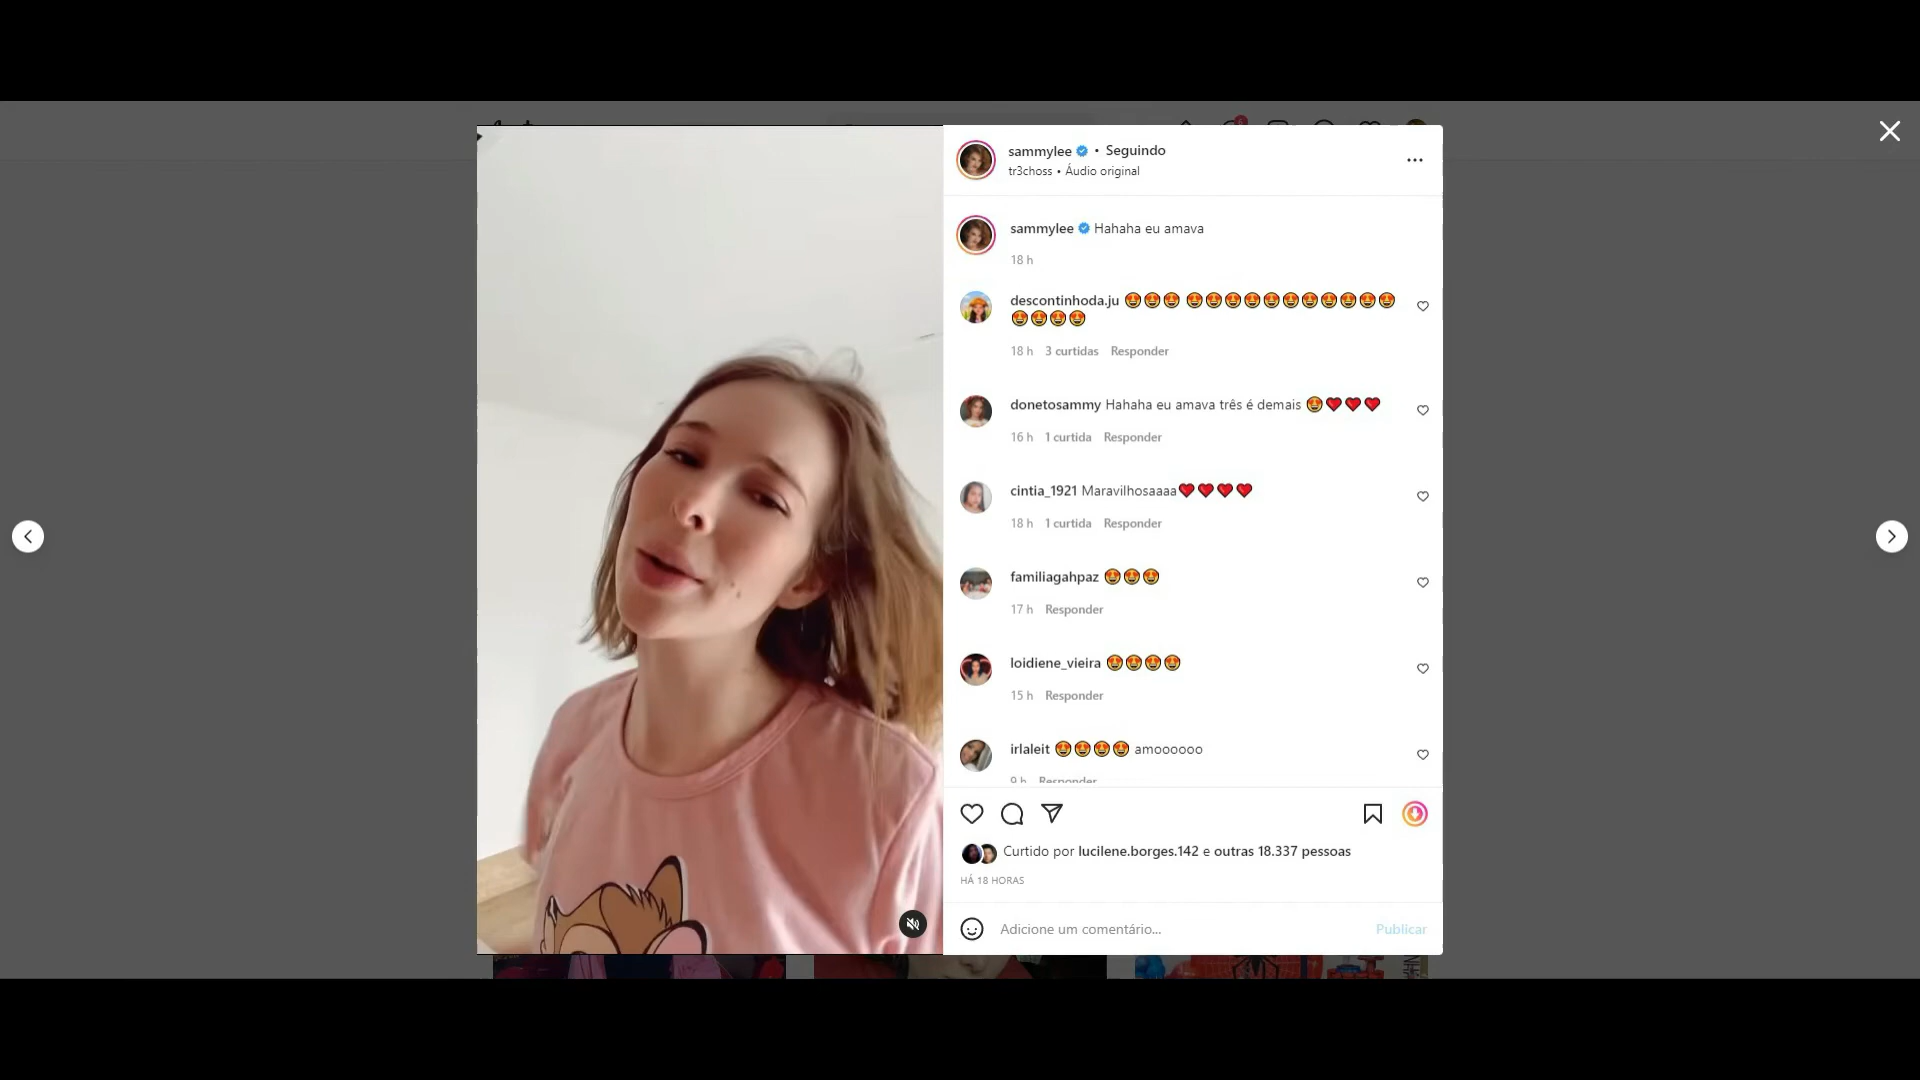 sammylee • Seguindo
tr3choss • Áudio original
sammylee Hahaha eu amava
18 h
descontinhoda.ju 😍😍😍 😍😍😍😍😍😍😍😍😍😍😍
😍😍😍😍
18 h 3 curtidas Responder
donetosammy Hahaha eu amava três é demais 😍❤❤❤
16 h 1 curtida Responder
cintia_1921 Maravilhosaaaa❤❤❤❤
18 h 1 curtida Responder
familiagahpaz 😍😍😍
17 h Responder
loidiene_vieira 😍😍😍😍
15 h Responder
irlaleit 😍😍😍😍 amoooooo
9 h Responder
Curtido por lucilene.borges.142 e outras 18.337 pessoas
HÁ 18 HORAS
Adicione um comentário... Publicar